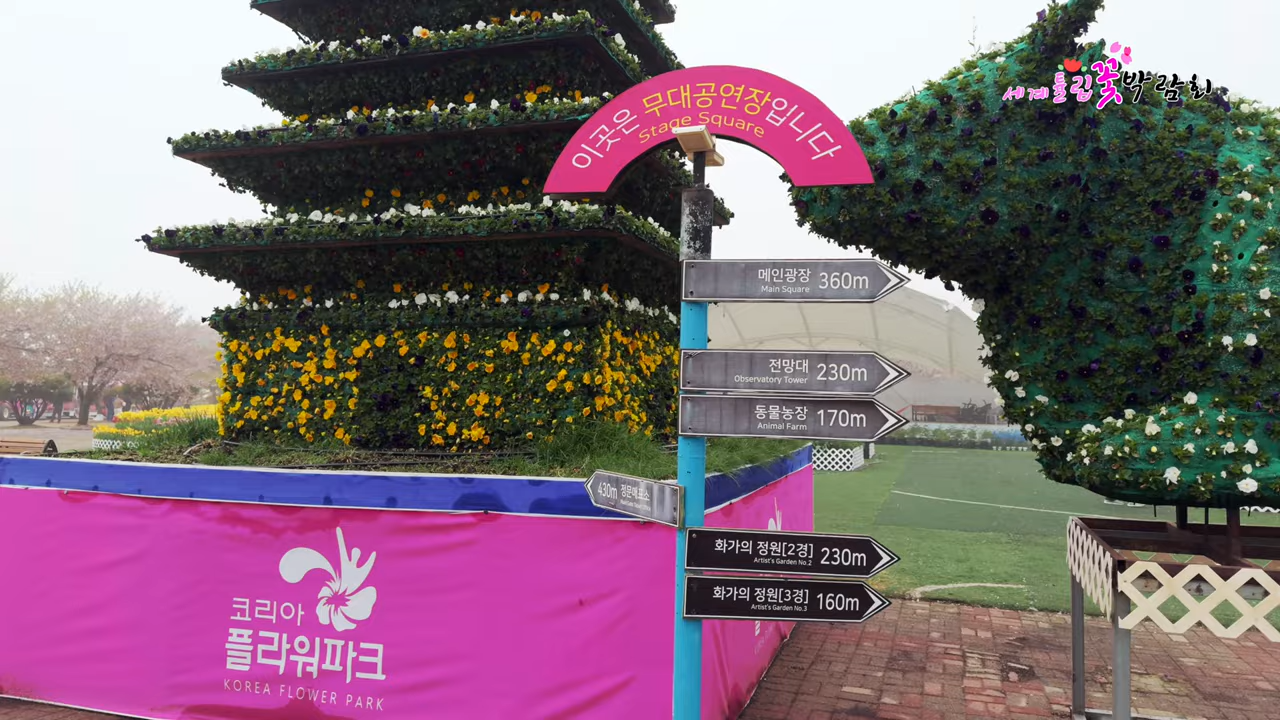 세계튤립꽃박람회
이곳은 무대공연장입니다
Stage Square
메인광장 360m
Main Square
전망대 230m
Observatory Tower
동물농장 170m
Animal Farm
430m 정문매표소
화가의 정원[2경] 230m
Artist's Garden No.2
화가의 정원[3경] 160m
Artist's Garden No.3
코리아
플라워파크
KOREA FLOWER PARK